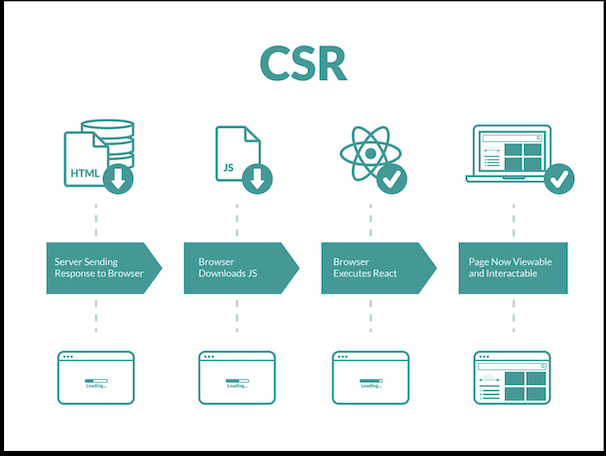 CSR
HTML
JS
Server Sending
Response to Browser
Browser
Downloads JS
Browser
Executes React
Page Now Viewable
and Interactable
Loading...
Loading...
Loading...